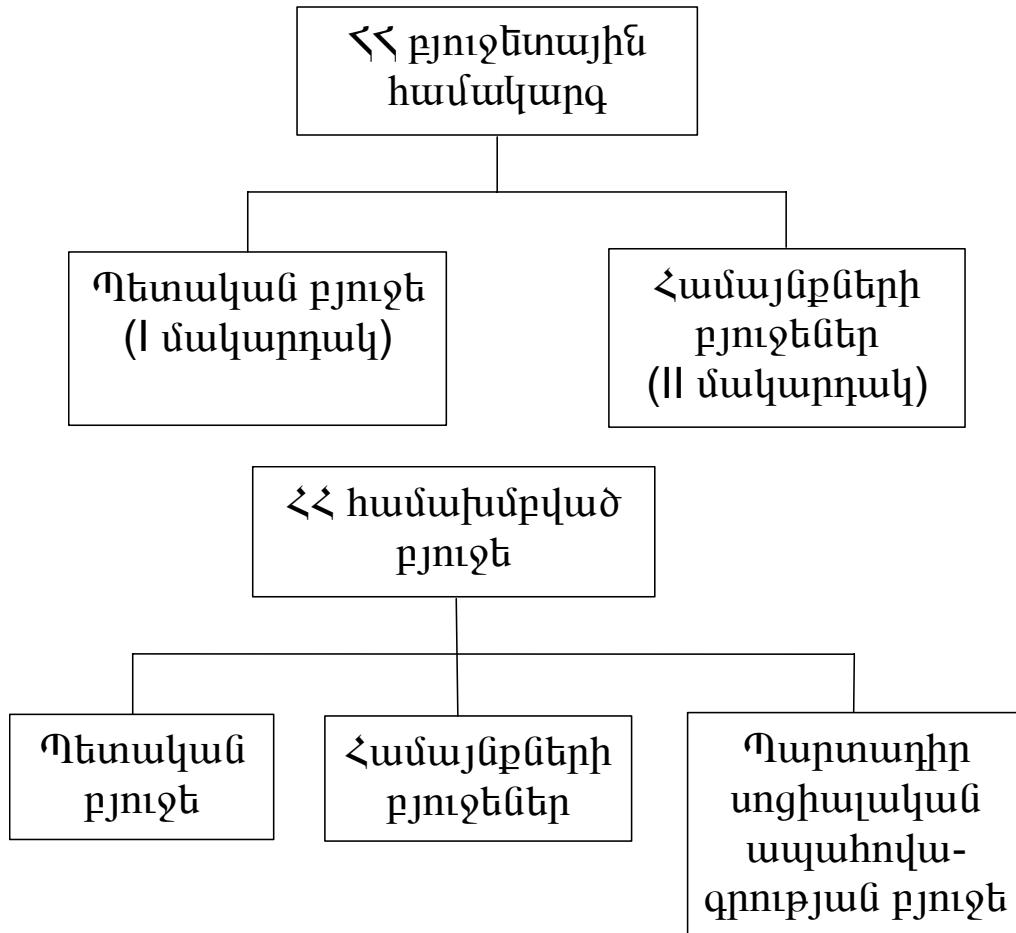 ՀՀ բյուջետային
համակարգ
Պետական բյուջե
(I մակարդակ)
Համայնքների
բյուջեներ
(II մակարդակ)
ՀՀ համախմբված
բյուջե
Պետական
բյուջե
Համայնքների
բյուջեներ
Պարտադիր
սոցիալական
ապահովա-
գրության բյուջե